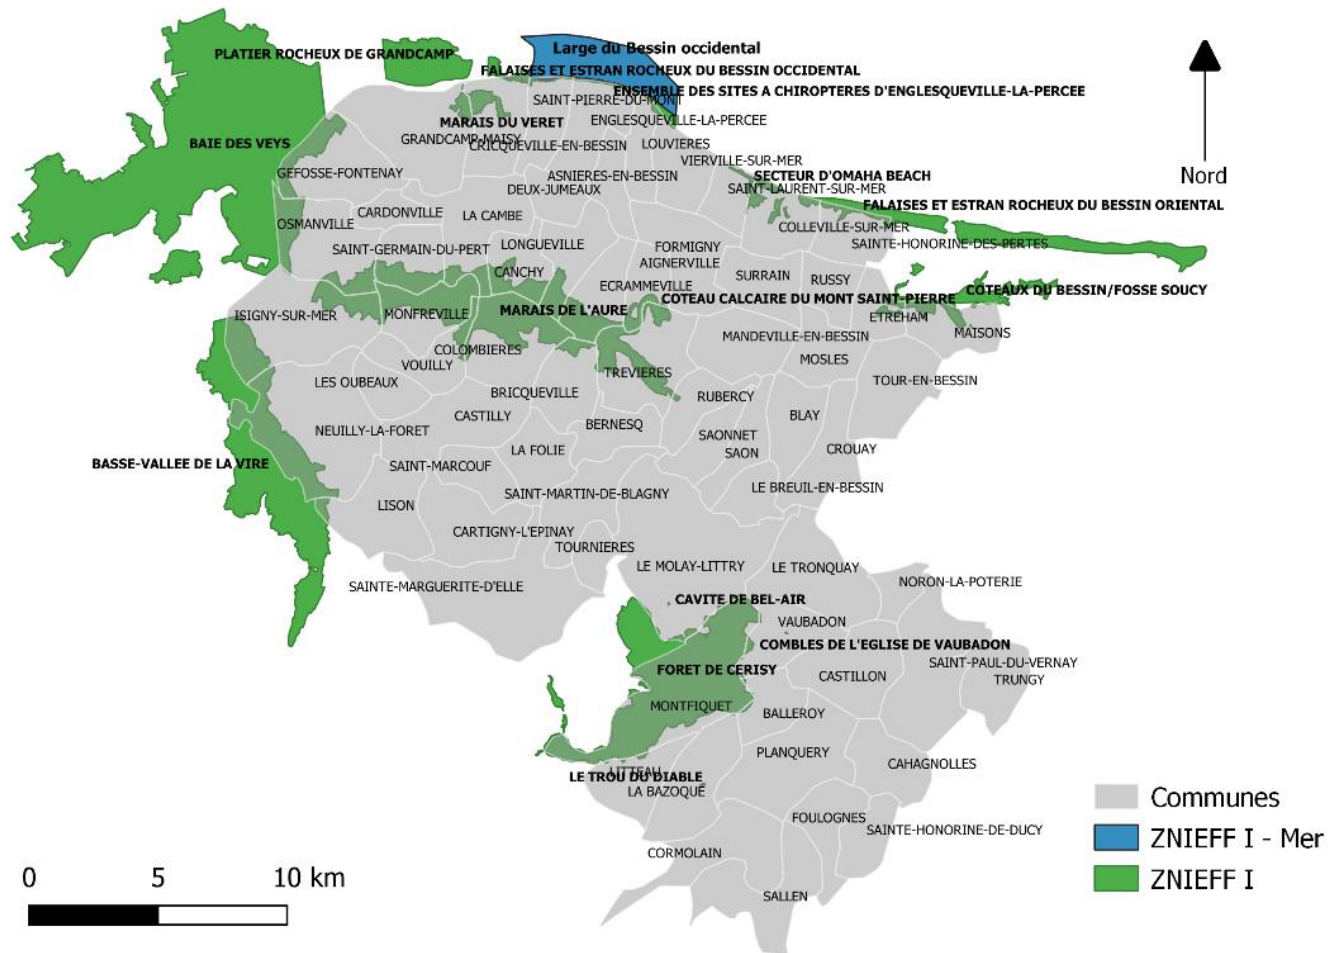 Large du Bessin occidental
PLATIER ROCHEUX DE GRANDCAMP
FALAISES ET ESTRAN ROCHEUX DU BESSIN OCCIDENTAL
ENSEMBLE DES SITES A CHIROPTERES D'ENGLESQUEVILLE-LA-PERCEE
SAINT-PIERRE-DU-MONT
ENGLESQUEVILLE-LA-PERCEE
MARAIS DU VERET
GRANDCAMP-MAISY
CRICQUEVILLE-EN-BESSIN
LOUVIERES
BAIE DES VEYS
VIERVILLE-SUR-MER
GEFOSSE-FONTENAY
ASNIERES-EN-BESSIN
SECTEUR D'OMAHA BEACH
Nord
DEUX-JUMEAUX
SAINT-LAURENT-SUR-MER
FALAISES ET ESTRAN ROCHEUX DU BESSIN ORIENTAL
CARDONVILLE
LA CAMBE
OSMANVILLE
COLLEVILLE-SUR-MER
SAINT-GERMAIN-DU-PERT
LONGUEVILLE
FORMIGNY
SAINTE-HONORINE-DES-PERTES
AIGNERVILLE
CANCHY
SURRAIN
RUSSY
ECRAMMEVILLE
COTEAUX DU BESSIN/FOSSE SOUCY
COTEAU CALCAIRE DU MONT SAINT-PIERRE
ISIGNY-SUR-MER
MONFREVILLE
MARAIS DE L'AURE
ETREHAM
MAISONS
MANDEVILLE-EN-BESSIN
COLOMBIERES
MOSLES
VOUILLY
TREVIERES
LES OUBEAUX
TOUR-EN-BESSIN
BRICQUEVILLE
RUBERCY
CASTILLY
BLAY
BERNESQ
NEUILLY-LA-FORET
SAONNET
LA FOLIE
SAON
CROUAY
BASSE-VALLEE DE LA VIRE
SAINT-MARCOUF
LE BREUIL-EN-BESSIN
SAINT-MARTIN-DE-BLAGNY
LISON
CARTIGNY-L'EPINAY
TOURNIERES
LE MOLAY-LITTRY
LE TRONQUAY
NORON-LA-POTERIE
SAINTE-MARGUERITE-D'ELLE
CAVITE DE BEL-AIR
VAUBADON
COMBLES DE L'EGLISE DE VAUBADON
SAINT-PAUL-DU-VERNAY
FORET DE CERISY
CASTILLON
TRUNGY
MONTFIQUET
BALLEROY
PLANQUERY
CAHAGNOLLES
LITTEAU
LE TROU DU DIABLE
LA BAZOQUE
Communes
FOULOGNES
SAINTE-HONORINE-DE-DUCY
ZNIEFF I - Mer
CORMOLAIN
0 5 10 km
ZNIEFF I
SALLEN